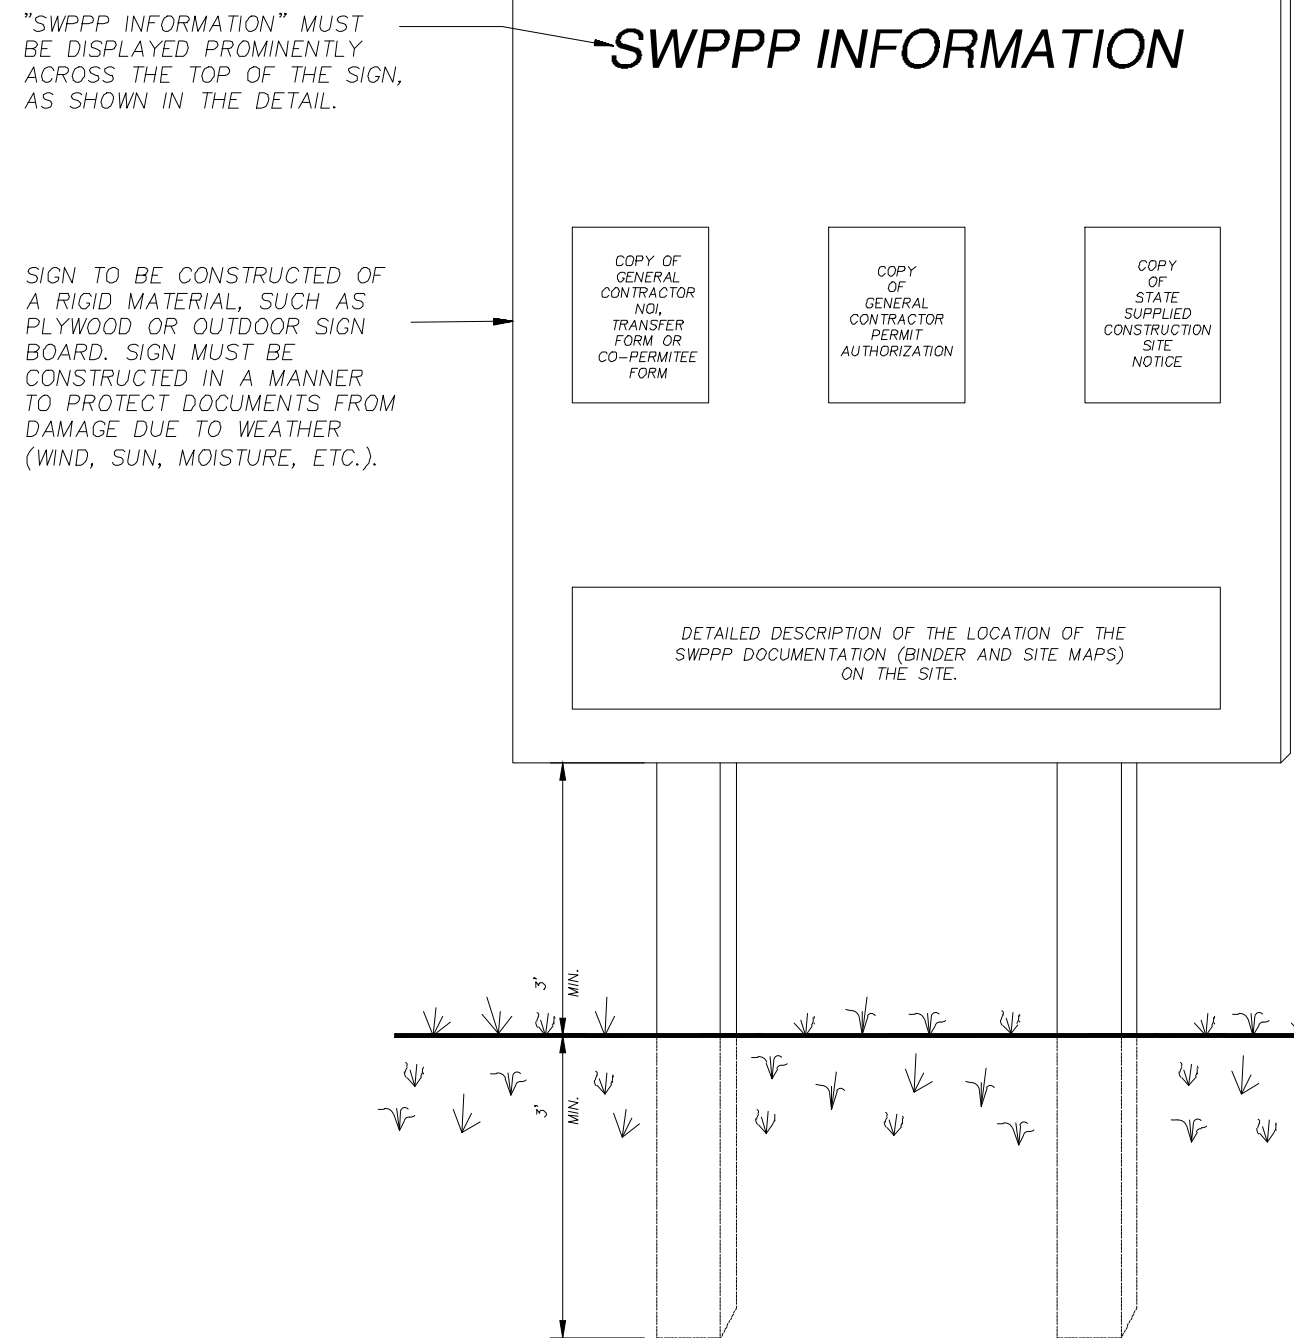 "SWPPP INFORMATION" MUST
BE DISPLAYED PROMINENTLY
ACROSS THE TOP OF THE SIGN,
AS SHOWN IN THE DETAIL.
SWPPP INFORMATION
SIGN TO BE CONSTRUCTED OF
A RIGID MATERIAL, SUCH AS
PLYWOOD OR OUTDOOR SIGN
BOARD. SIGN MUST BE
CONSTRUCTED IN A MANNER
TO PROTECT DOCUMENTS FROM
DAMAGE DUE TO WEATHER
(WIND, SUN, MOISTURE, ETC.).
COPY OF
GENERAL
CONTRACTOR
NOI,
TRANSFER
FORM OR
CO-PERMITEE
FORM
COPY
OF
GENERAL
CONTRACTOR
PERMIT
AUTHORIZATION
COPY
OF
STATE
SUPPLIED
CONSTRUCTION
SITE
NOTICE
DETAILED DESCRIPTION OF THE LOCATION OF THE
SWPPP DOCUMENTATION (BINDER AND SITE MAPS)
ON THE SITE.
3'
MIN.
3'
MIN.